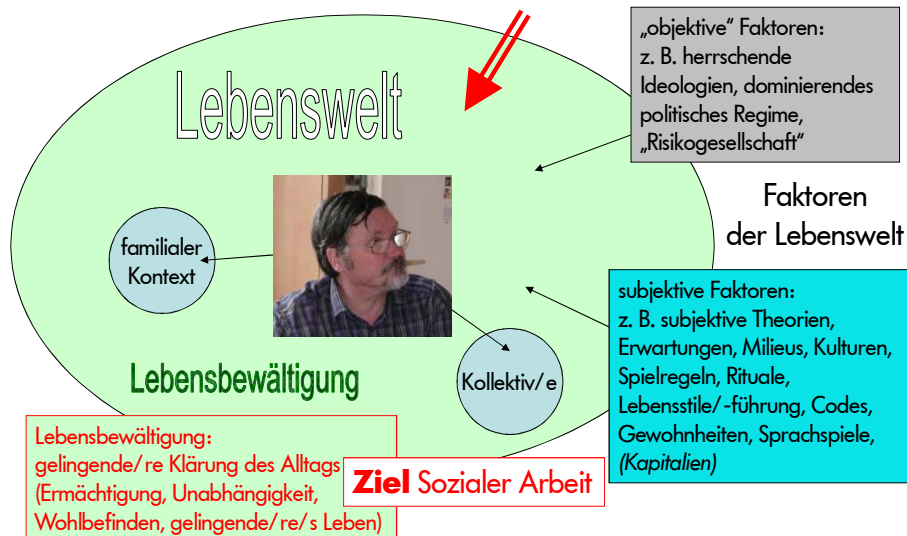 „objektive“ Faktoren:
z. B. herrschende
Ideologien, dominierendes
politisches Regime,
„Risikogesellschaft“
Lebenswelt
Faktoren
der Lebenswelt
familialer
Kontext
subjektive Faktoren:
z. B. subjektive Theorien,
Erwartungen, Milieus, Kulturen,
Spielregeln, Rituale,
Lebensstile/-führung, Codes,
Gewohnheiten, Sprachspiele,
(Kapitalien)
Lebensbewältigung
Kollektiv/e
Lebensbewältigung:
gelingende/re Klärung des Alltags
(Ermächtigung, Unabhängigkeit,
Wohlbefinden, gelingende/re/s Leben)
Ziel Sozialer Arbeit